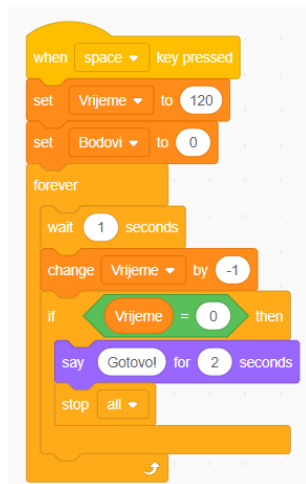 when space key pressed
set Vrijeme to 120
set Bodovi to 0
forever
wait 1 seconds
change Vrijeme by -1
if Vrijeme = 0 then
say Gotovo! for 2 seconds
stop all